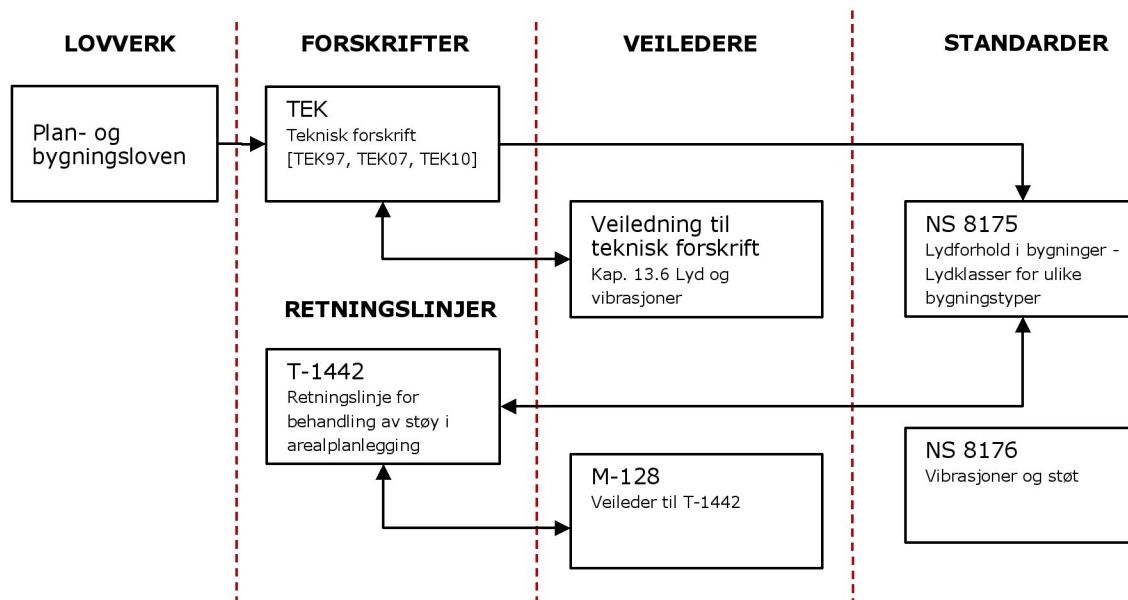 LOVVERK
FORSKRIFTER
VEILEDERE
STANDARDER
Plan- og
bygningsloven
TEK
Teknisk forskrift
[TEK97, TEK07, TEK10]
Veiledning til
teknisk forskrift
Kap. 13.6 Lyd og
vibrasjoner
NS 8175
Lydforhold i bygninger -
Lydklasser for ulike
bygningstyper
RETNINGSLINJER
T-1442
Retningslinje for
behandling av støy i
arealplanlegging
M-128
Veileder til T-1442
NS 8176
Vibrasjoner og støt